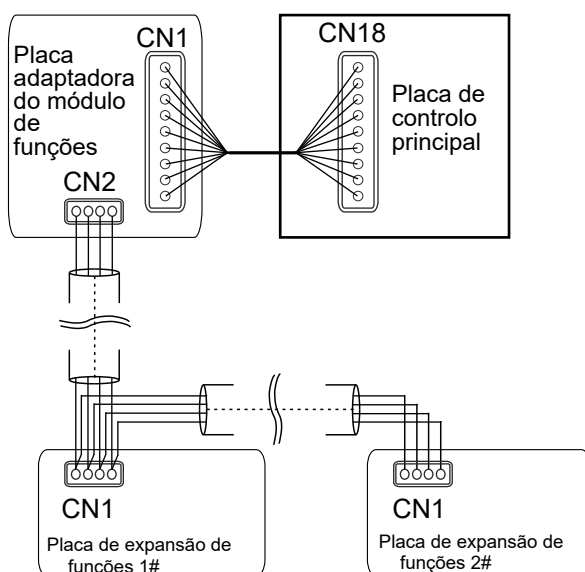 CN1
Placa
adaptadora
do módulo
de
funções
CN2
CN18
Placa de
controlo
principal
CN1
Placa de expansão de
funções 1#
CN1
Placa de expansão de
funções 2#